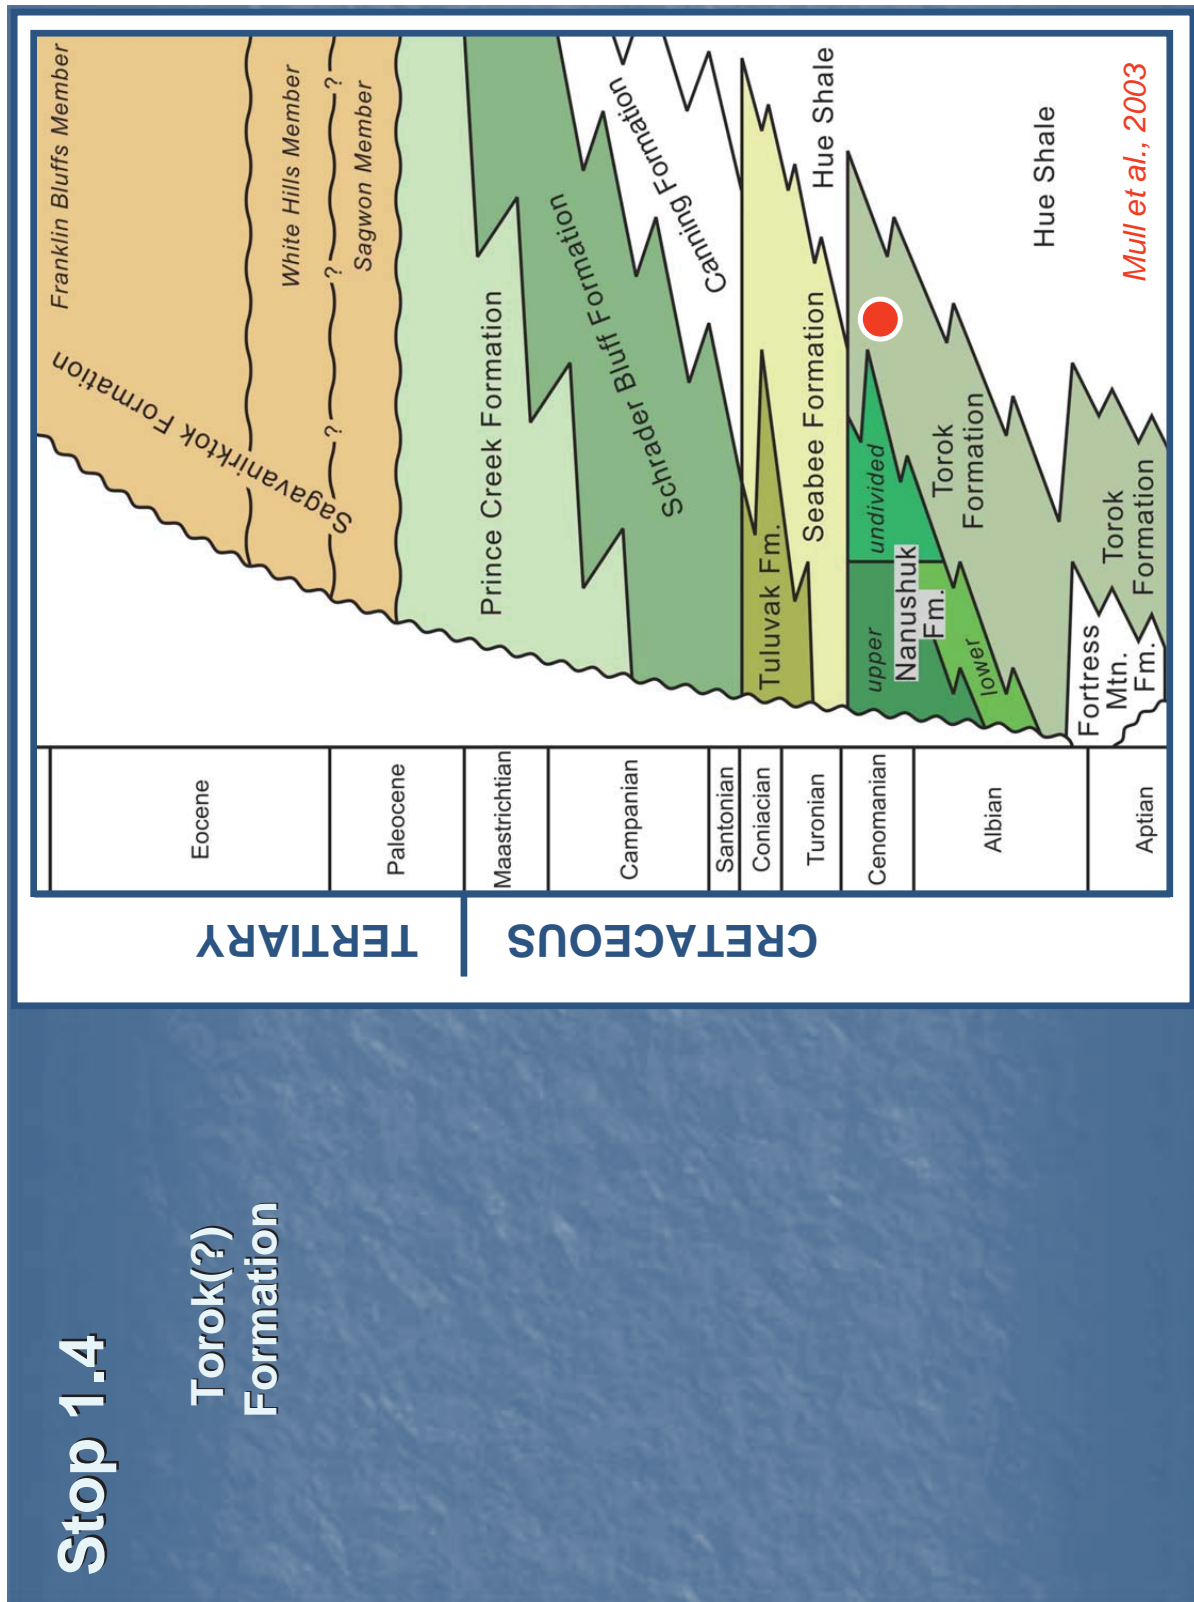 Stop 1.4
Torok(?)
Formation
TERTIARY
CRETACEOUS
Eocene
Paleocene
Maastrichtian
Campanian
Santonian
Coniacian
Turonian
Cenomanian
Albian
Aptian
Franklin Bluffs Member
Sagavanirktok Formation
White Hills Member
?
?
?
Sagwon Member
Prince Creek Formation
Schrader Bluff Formation
Canning Formation
Tuluvak Fm.
Seabee Formation
Hue Shale
upper
undivided
Nanushuk
Fm.
lower
Torok
Formation
Hue Shale
Fortress
Mtn.
Fm.
Torok
Formation
Mull et al., 2003